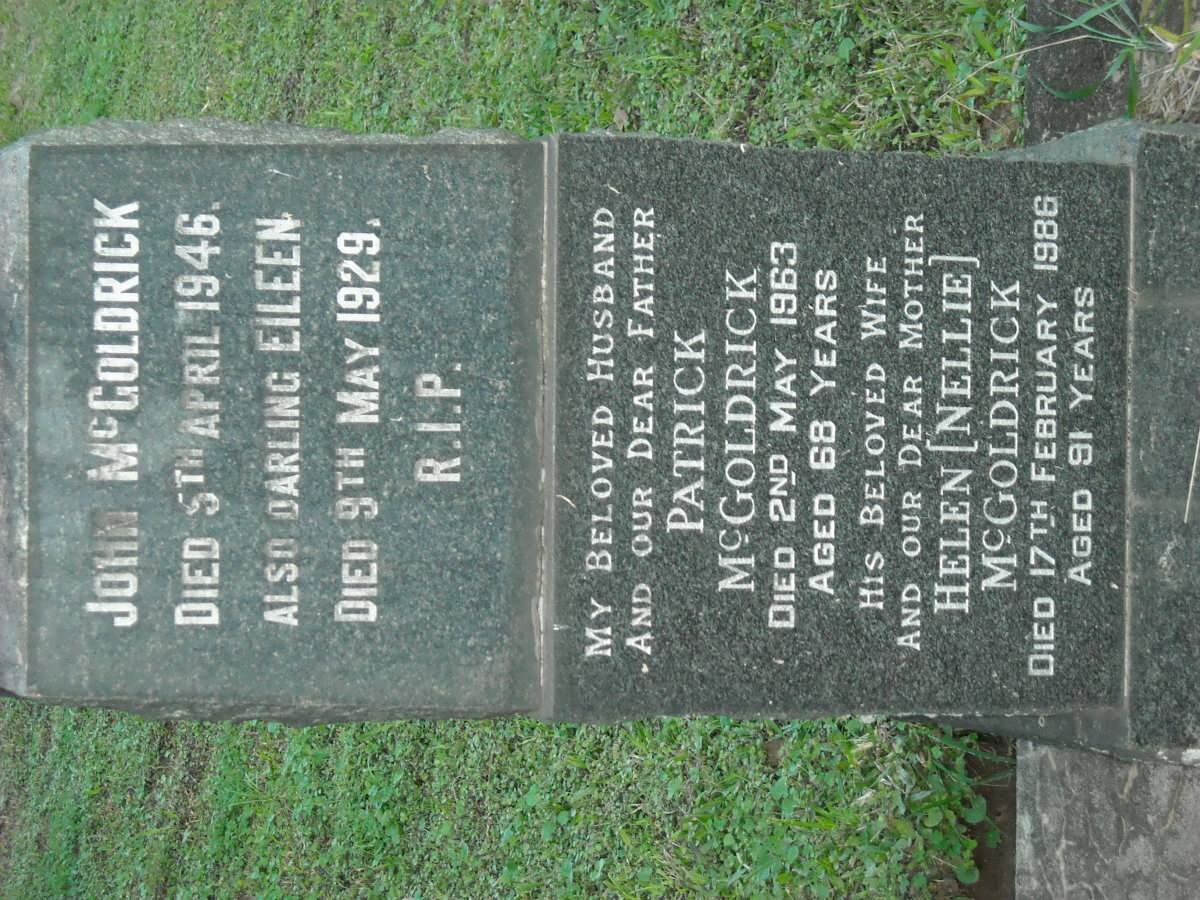 JOHN McGOLDRICK
DIED 5TH APRIL 1946.
ALSO DARLING EILEEN.
DIED 9TH MAY 1929.
R.I.P.
MY BELOVED HUSBAND
AND OUR DEAR FATHER
PATRICK
McGOLDRICK
DIED 2ND MAY 1963
AGED 68 YEARS
HIS BELOVED WIFE
AND OUR DEAR MOTHER
HELEN [NELLIE]
McGOLDRICK
DIED 17TH FEBRUARY 1986
AGED 91 YEARS